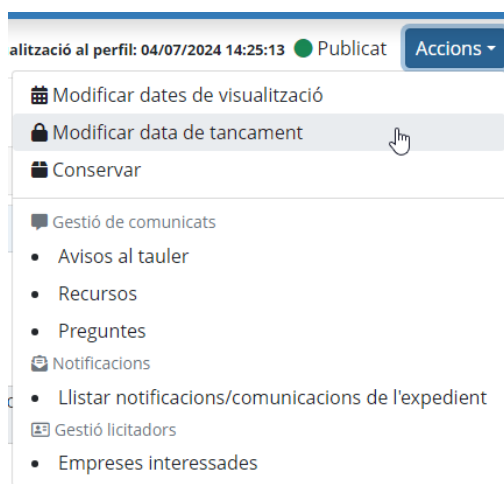 alització al perfil: 04/07/2024 14:25:13 Publicat Accions
Modificar dates de visualització
Modificar data de tancament
Conservar
Gestió de comunicats
Avisos al tauler
Recursos
Preguntes
Notificacions
Llistar notificacions/comunicacions de l'expedient
Gestió licitadors
Empreses interessades